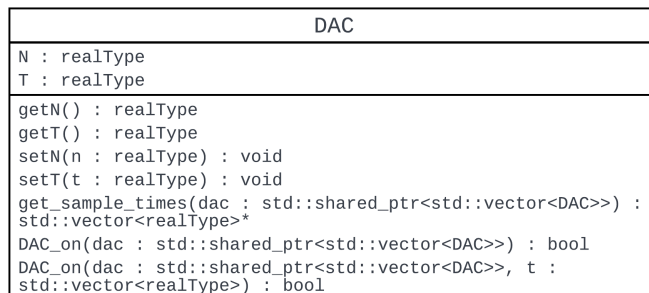 DAC
N : realType
T : realType
getN() : realType
getT() : realType
setN(n : realType) : void
setT(t : realType) : void
get_sample_times(dac : std::shared_ptr<std::vector<DAC>>) :
std::vector<realType>*
DAC_on(dac : std::shared_ptr<std::vector<DAC>>) : bool
DAC_on(dac : std::shared_ptr<std::vector<DAC>>, t :
std::vector<realType>) : bool